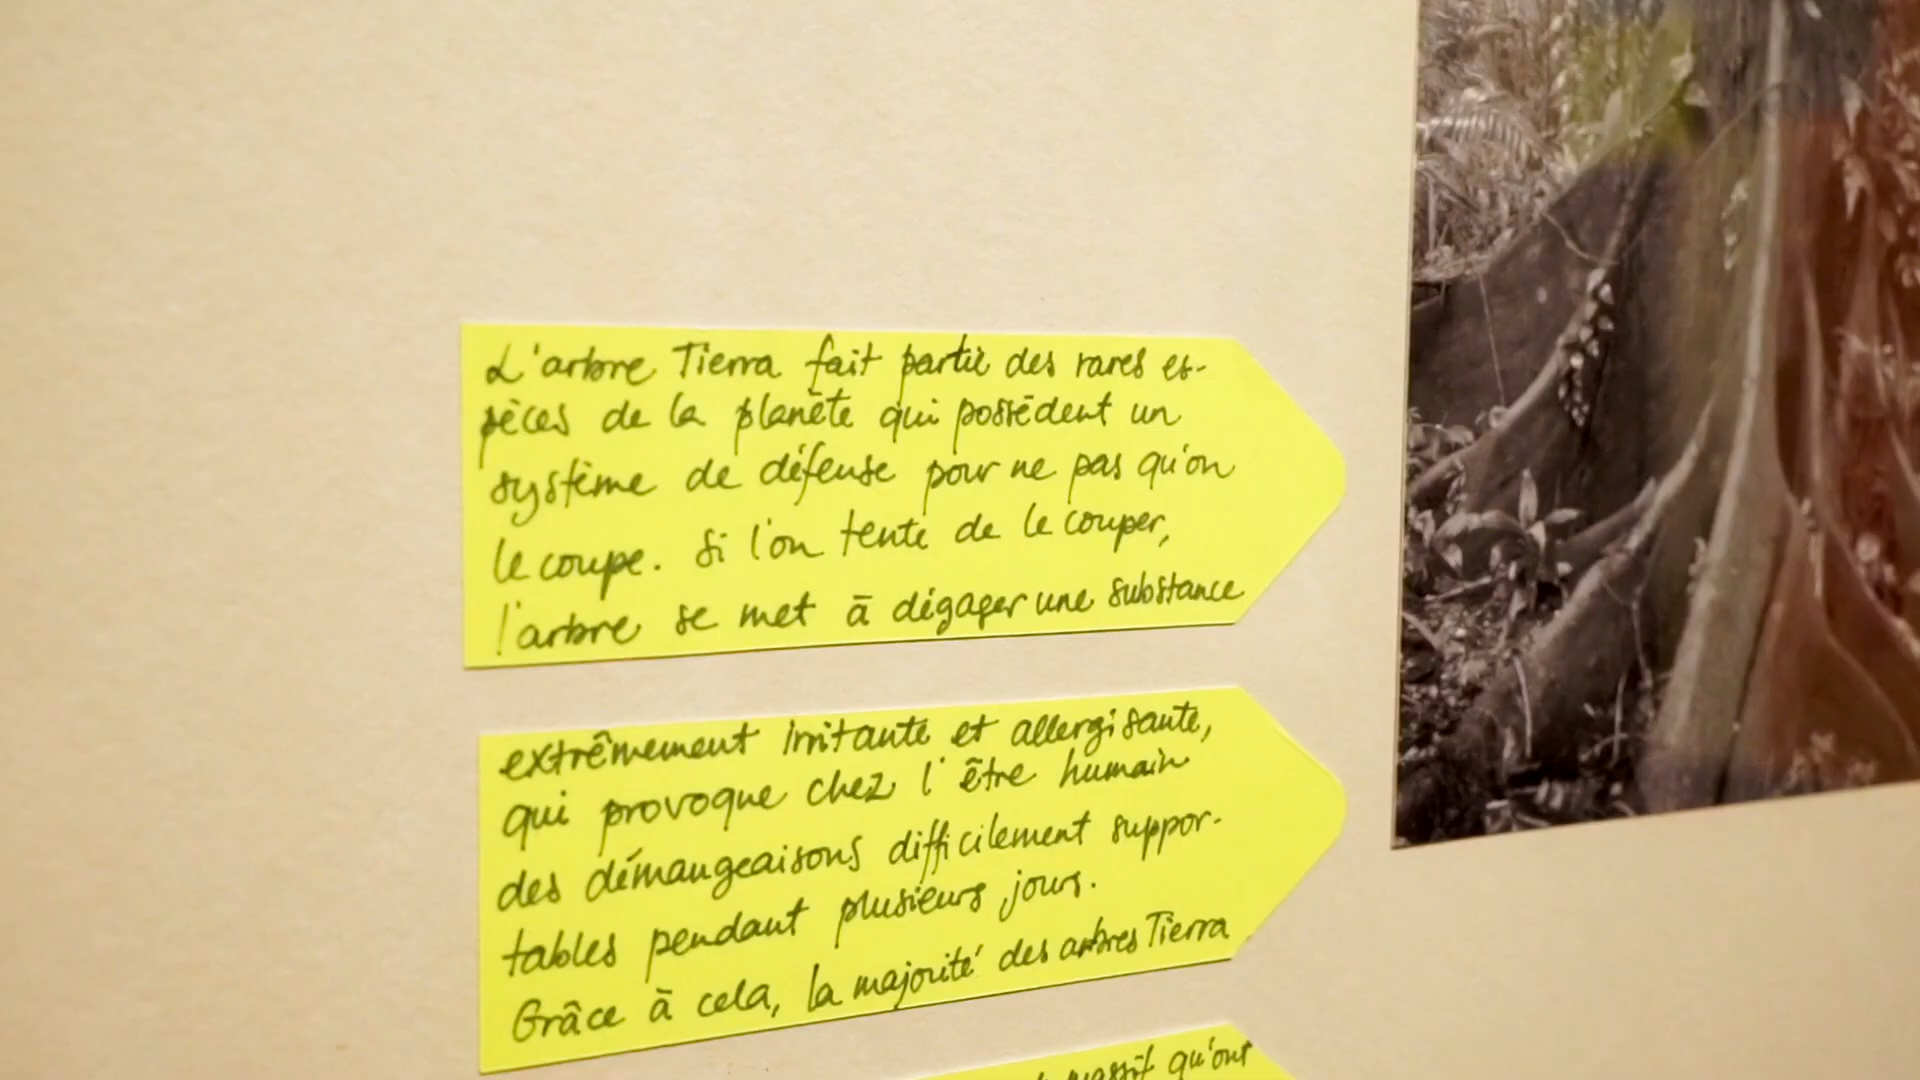 L'arbre Tierra fait partie des rares es-
pèces de la planète qui possèdent un
système de défense pour ne pas qu'on
le coupe. Si l'on tente de le couper,
l'arbre se met à dégager une substance
extrêmement irritante et allergisante,
qui provoque chez l'être humain
des démangeaisons difficilement suppor-
tables pendant plusieurs jours.
Grâce à cela, la majorité des arbres Tierra
massif qu'ont